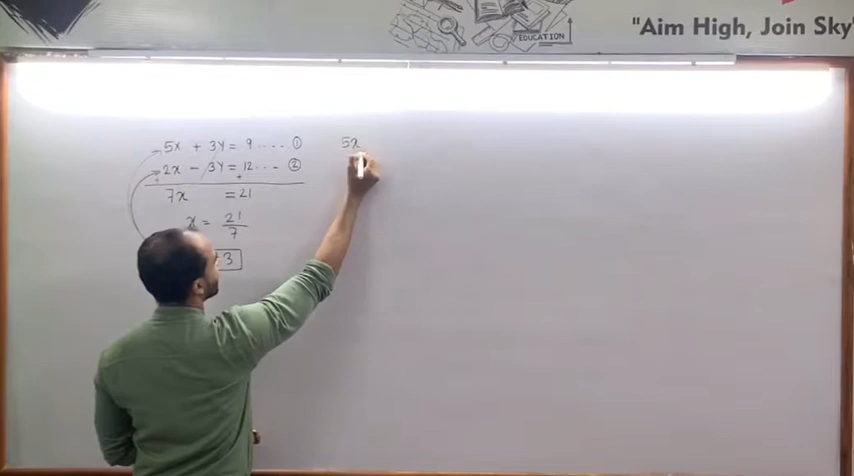 "Aim High, Join Sky"
EDUCATION
5x + 3y = 9 .... ①
2x - 3y = 12 .... ②
+
7x = 21
x = 21/7
3
5x